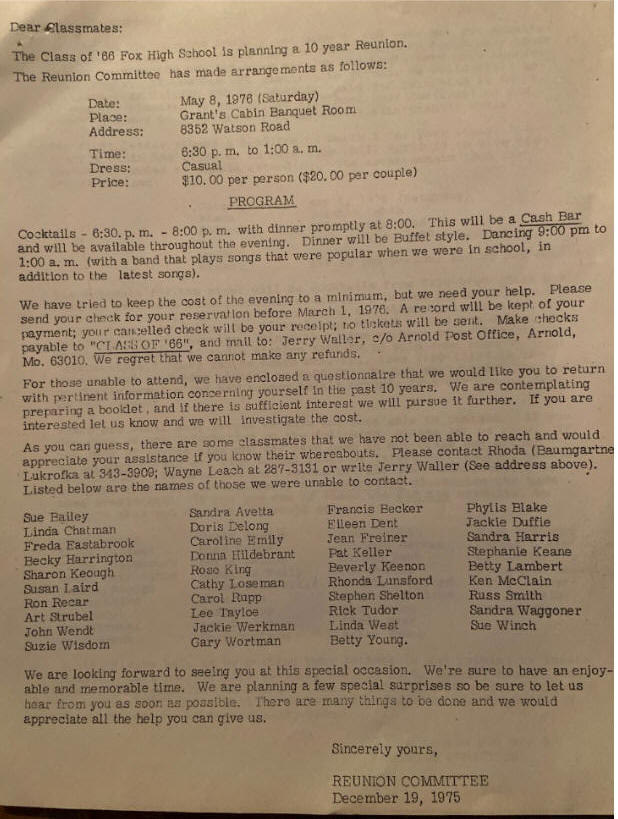 Dear Classmates:
The Class of '66 Fox High School is planning a 10 year Reunion.
The Reunion Committee has made arrangements as follows:
Date: May 8, 1976 (Saturday)
Place: Grant's Cabin Banquet Room
Address: 8352 Watson Road
Time: 6:30 p. m. to 1:00 a. m.
Dress: Casual
Price: $10.00 per person ($20.00 per couple)
PROGRAM
Cocktails - 6:30. p. m. - 8:00 p. m. with dinner promptly at 8:00. This will be a Cash Bar
and will be available throughout the evening. Dinner will be Buffet style. Dancing 9:00 pm to
1:00 a. m. (with a band that plays songs that were popular when we were in school, in
addition to the latest songs).
We have tried to keep the cost of the evening to a minimum, but we need your help. Please
send your check for your reservation before March 1, 1976. A record will be kept of your
payment; your cancelled check will be your receipt; no tickets will be sent. Make checks
payable to "CLASS OF '66", and mail to: Jerry Waller, c/o Arnold Post Office, Arnold,
Mo. 63010. We regret that we cannot make any refunds.
For those unable to attend, we have enclosed a questionnaire that we would like you to return
with pertinent information concerning yourself in the past 10 years. We are contemplating
preparing a booklet, and if there is sufficient interest we will pursue it further. If you are
interested let us know and we will investigate the cost.
As you can guess, there are some classmates that we have not been able to reach and would
appreciate your assistance if you know their whereabouts. Please contact Rhoda (Baumgartne
Lukrofka at 343-3909; Wayne Leach at 287-3131 or write Jerry Waller (See address above).
Listed below are the names of those we were unable to contact.
Sue Bailey Sandra Avetta Francis Becker Phylis Blake
Linda Chatman Doris Delong Eileen Dent Jackie Duffie
Freda Eastabrook Caroline Emily Jean Freiner Sandra Harris
Becky Harrington Donna Hildebrant Pat Keller Stephanie Keane
Sharon Keough Rose King Beverly Keenon Betty Lambert
Susan Laird Cathy Loseman Rhonda Lunsford Ken McClain
Ron Recar Carol Rupp Stephen Shelton Russ Smith
Art Strubel Lee Tayloe Rick Tudor Sandra Waggoner
John Wendt Jackie Werkman Linda West Sue Winch
Suzie Wisdom Gary Wortman Betty Young.
We are looking forward to seeing you at this special occasion. We're sure to have an enjoy-
able and memorable time. We are planning a few special surprises so be sure to let us
hear from you as soon as possible. There are many things to be done and we would
appreciate all the help you can give us.
Sincerely yours,
REUNION COMMITTEE
December 19, 1975